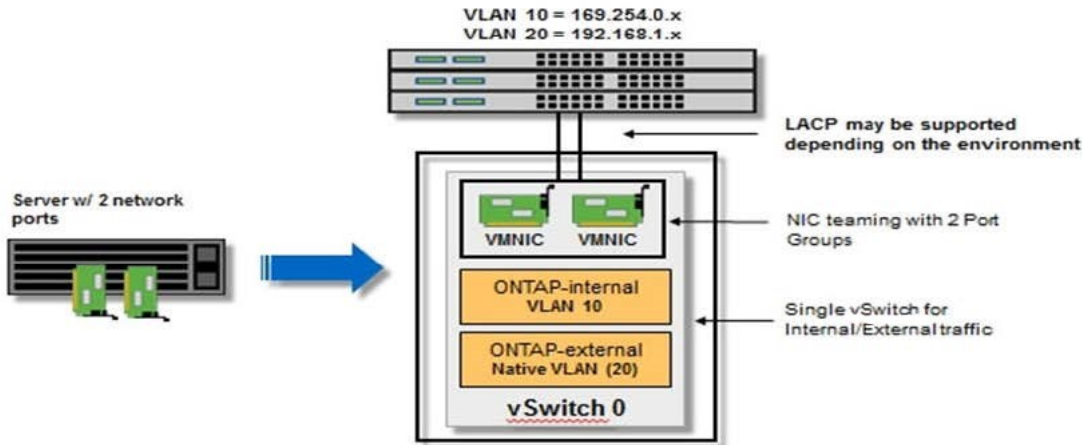 VLAN 10 = 169.254.0.x
VLAN 20 = 192.168.1.x
LACP may be supported
depending on the environment
Server w/ 2 network
ports
VMNIC VMNIC
NIC teaming with 2 Port
Groups
ONTAP-internal
VLAN 10
Single vSwitch for
Internal/External traffic
ONTAP-external
Native VLAN (20)
vSwitch 0